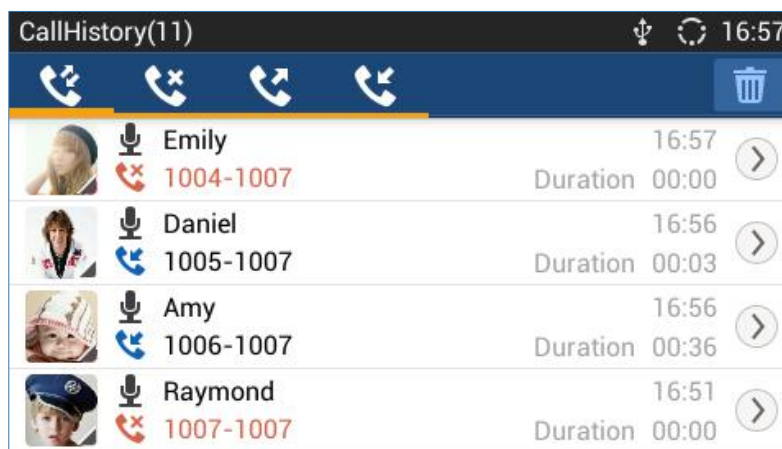 CallHistory(11) 16:57
Emily 16:57
1004-1007 Duration 00:00
Daniel 16:56
1005-1007 Duration 00:03
Amy 16:56
1006-1007 Duration 00:36
Raymond 16:51
1007-1007 Duration 00:00